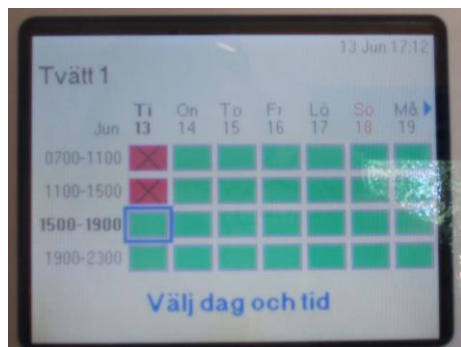 13 Jun 17:12
Tvätt 1
Ti On To Fr Lö Sö Må
Jun 13 14 15 16 17 18 19
0700-1100
1100-1500
1500-1900
1900-2300
Välj dag och tid